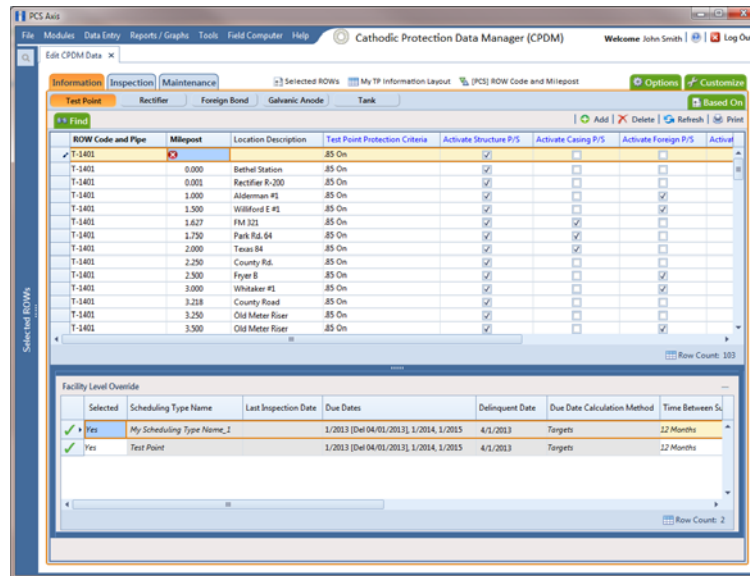 PCS Axis
File Modules Data Entry Reports / Graphs Tools Field Computer Help Cathodic Protection Data Manager (CPDM) Welcome John Smith | Log Ou
Edit CPDM Data ×
Information Inspection Maintenance Selected ROWs My TP Information Layout [PCS] ROW Code and Milepost Options Customize
Test Point Rectifier Foreign Bond Galvanic Anode Tank Based On
Find Add | Delete | Refresh | Print
ROW Code and Pipe Milepost Location Description Test Point Protection Criteria Activate Structure P/S Activate Casing P/S Activate Foreign P/S Activat
T-1401 .85 On
T-1401 0.000 Bethel Station .85 On
T-1401 0.001 Rectifier R-200 .85 On
T-1401 1.000 Alderman #1 .85 On
T-1401 1.500 Williford E #1 .85 On
T-1401 1.627 FM 321 .85 On
T-1401 1.750 Park Rd. 64 .85 On
T-1401 2.000 Texas 84 .85 On
T-1401 2.250 County Rd. .85 On
T-1401 2.500 Fryer B .85 On
T-1401 3.000 Whitaker #1 .85 On
T-1401 3.218 County Road .85 On
T-1401 3.250 Old Meter Riser .85 On
T-1401 3.500 Old Meter Riser .85 On
Row Count: 103
Selected ROWs
Facility Level Override
Selected Scheduling Type Name Last Inspection Date Due Dates Delinquent Date Due Date Calculation Method Time Between Su
Yes My Scheduling Type Name_1 1/2013 [Del 04/01/2013], 1/2014, 1/2015 4/1/2013 Targets 12 Months
Yes Test Point 1/2013 [Del 04/01/2013], 1/2014, 1/2015 4/1/2013 Targets 12 Months
Row Count: 2